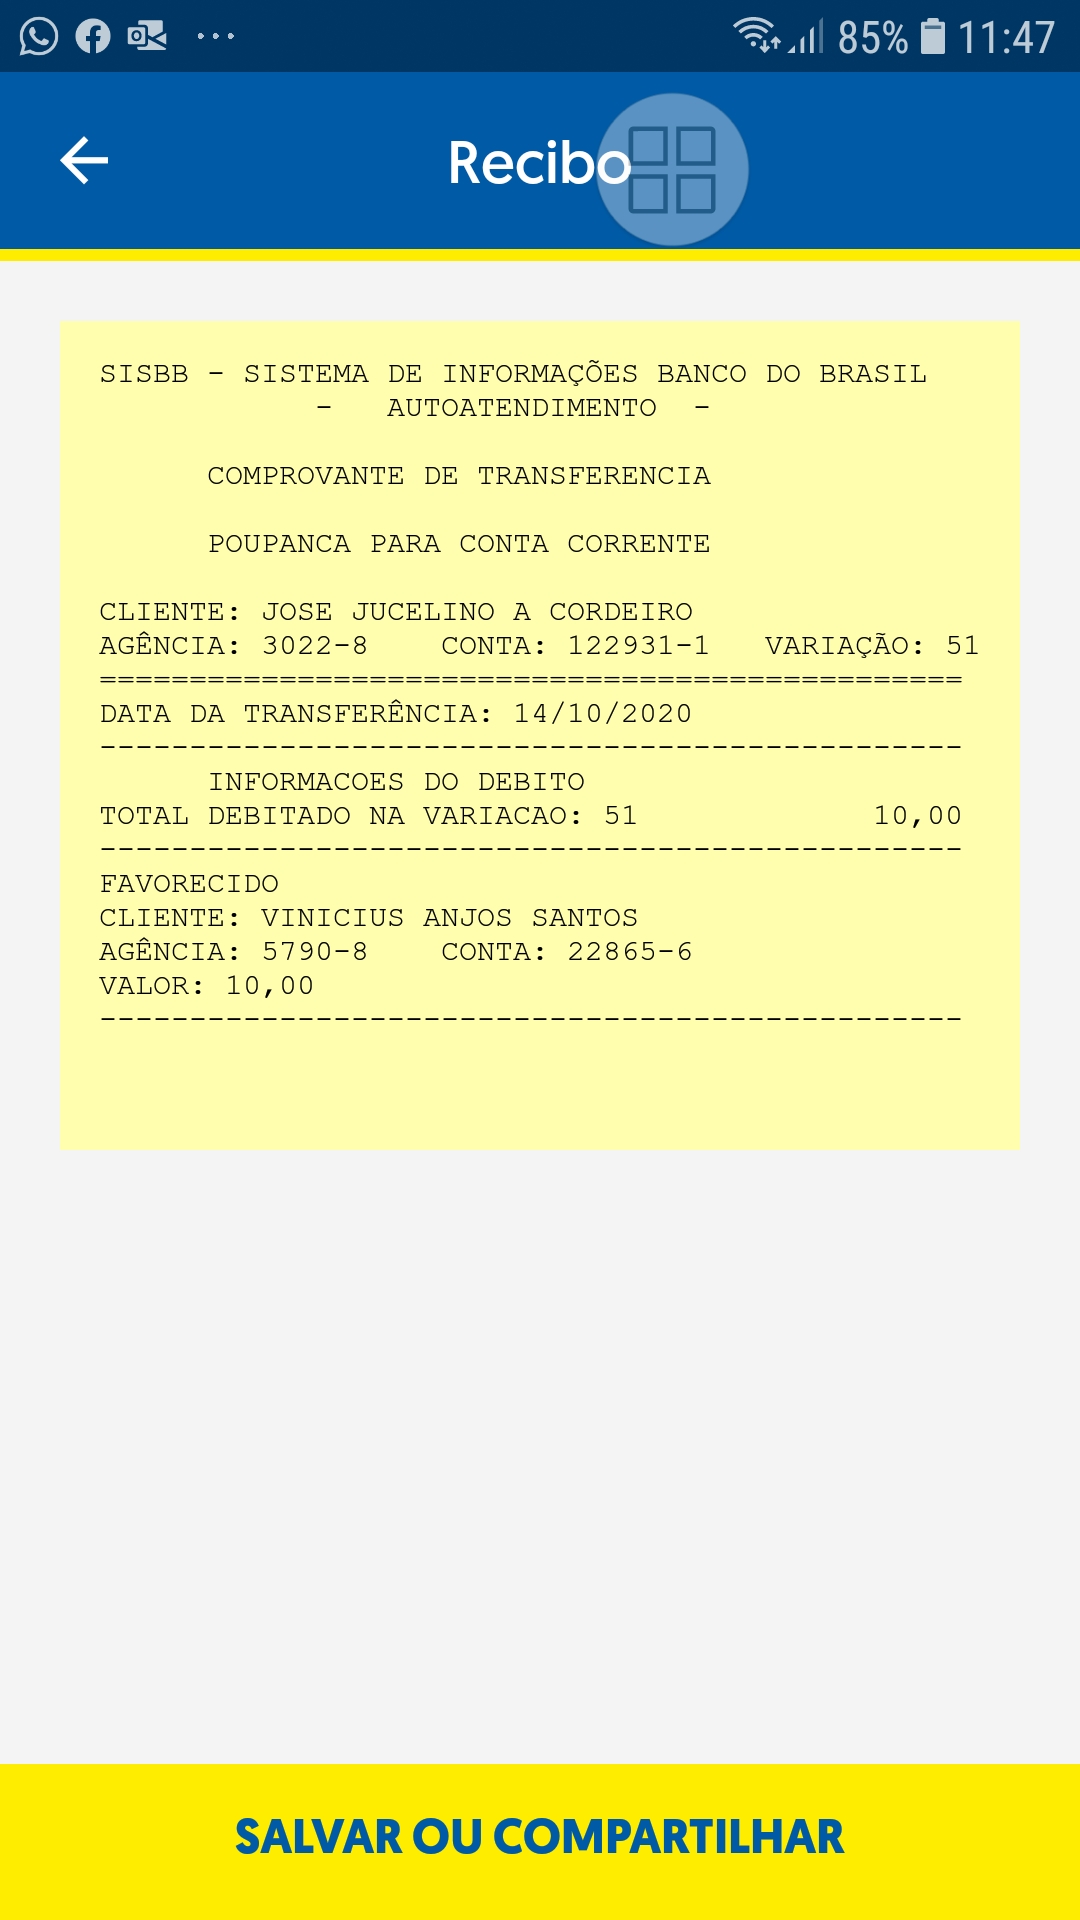 85% 11:47
Recibo
SISBB - SISTEMA DE INFORMAÇÕES BANCO DO BRASIL
- AUTOATENDIMENTO -
COMPROVANTE DE TRANSFERENCIA
POUPANCA PARA CONTA CORRENTE
CLIENTE: JOSE JUCELINO A CORDEIRO
AGÊNCIA: 3022-8 CONTA: 122931-1 VARIAÇÃO: 51
================================================
DATA DA TRANSFERÊNCIA: 14/10/2020
------------------------------------------------
INFORMACOES DO DEBITO
TOTAL DEBITADO NA VARIACAO: 51 10,00
------------------------------------------------
FAVORECIDO
CLIENTE: VINICIUS ANJOS SANTOS
AGÊNCIA: 5790-8 CONTA: 22865-6
VALOR: 10,00
------------------------------------------------
SALVAR OU COMPARTILHAR